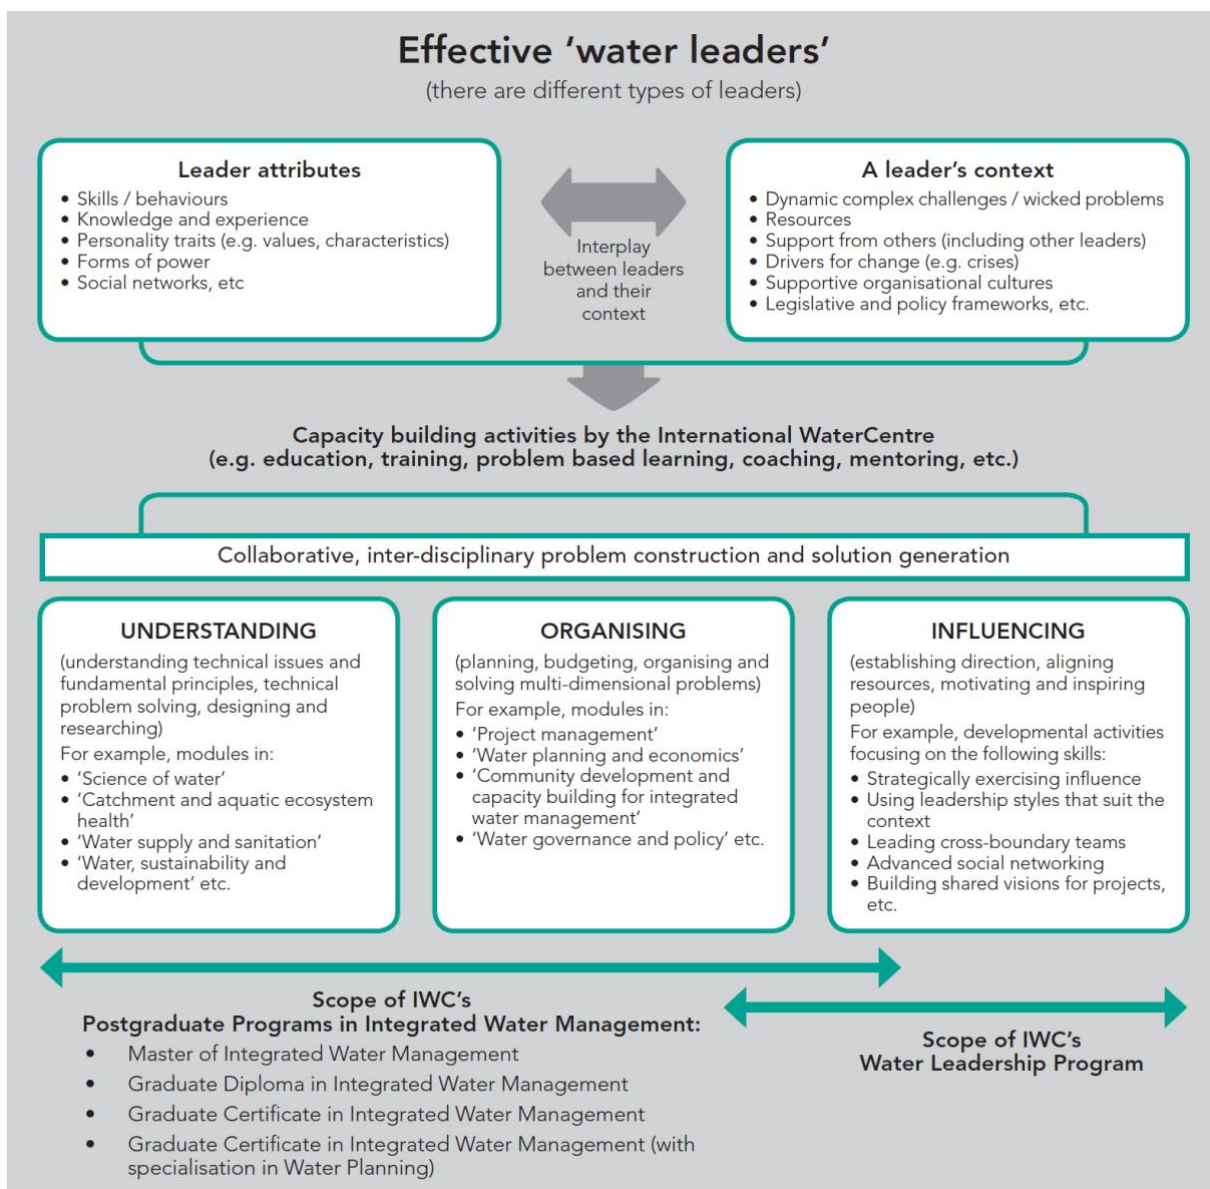 Effective ‘water leaders’
(there are different types of leaders)
Leader attributes
• Skills / behaviours
• Knowledge and experience
• Personality traits (e.g. values, characteristics)
• Forms of power
• Social networks, etc
Interplay
between leaders
and their
context
A leader’s context
• Dynamic complex challenges / wicked problems
• Resources
• Support from others (including other leaders)
• Drivers for change (e.g. crises)
• Supportive organisational cultures
• Legislative and policy frameworks, etc.
Capacity building activities by the International WaterCentre
(e.g. education, training, problem based learning, coaching, mentoring, etc.)
Collaborative, inter-disciplinary problem construction and solution generation
UNDERSTANDING
(understanding technical issues and
fundamental principles, technical
problem solving, designing and
researching)
For example, modules in:
• ‘Science of water’
• ‘Catchment and aquatic ecosystem
health’
• ‘Water supply and sanitation’
• ‘Water, sustainability and
development’ etc.
ORGANISING
(planning, budgeting, organising and
solving multi-dimensional problems)
For example, modules in:
• ‘Project management’
• ‘Water planning and economics’
• ‘Community development and
capacity building for integrated
water management’
• ‘Water governance and policy’ etc.
INFLUENCING
(establishing direction, aligning
resources, motivating and inspiring
people)
For example, developmental activities
focusing on the following skills:
• Strategically exercising influence
• Using leadership styles that suit the
context
• Leading cross-boundary teams
• Advanced social networking
• Building shared visions for projects,
etc.
Scope of IWC’s
Postgraduate Programs in Integrated Water Management:
• Master of Integrated Water Management
• Graduate Diploma in Integrated Water Management
• Graduate Certificate in Integrated Water Management
• Graduate Certificate in Integrated Water Management (with
specialisation in Water Planning)
Scope of IWC’s
Water Leadership Program